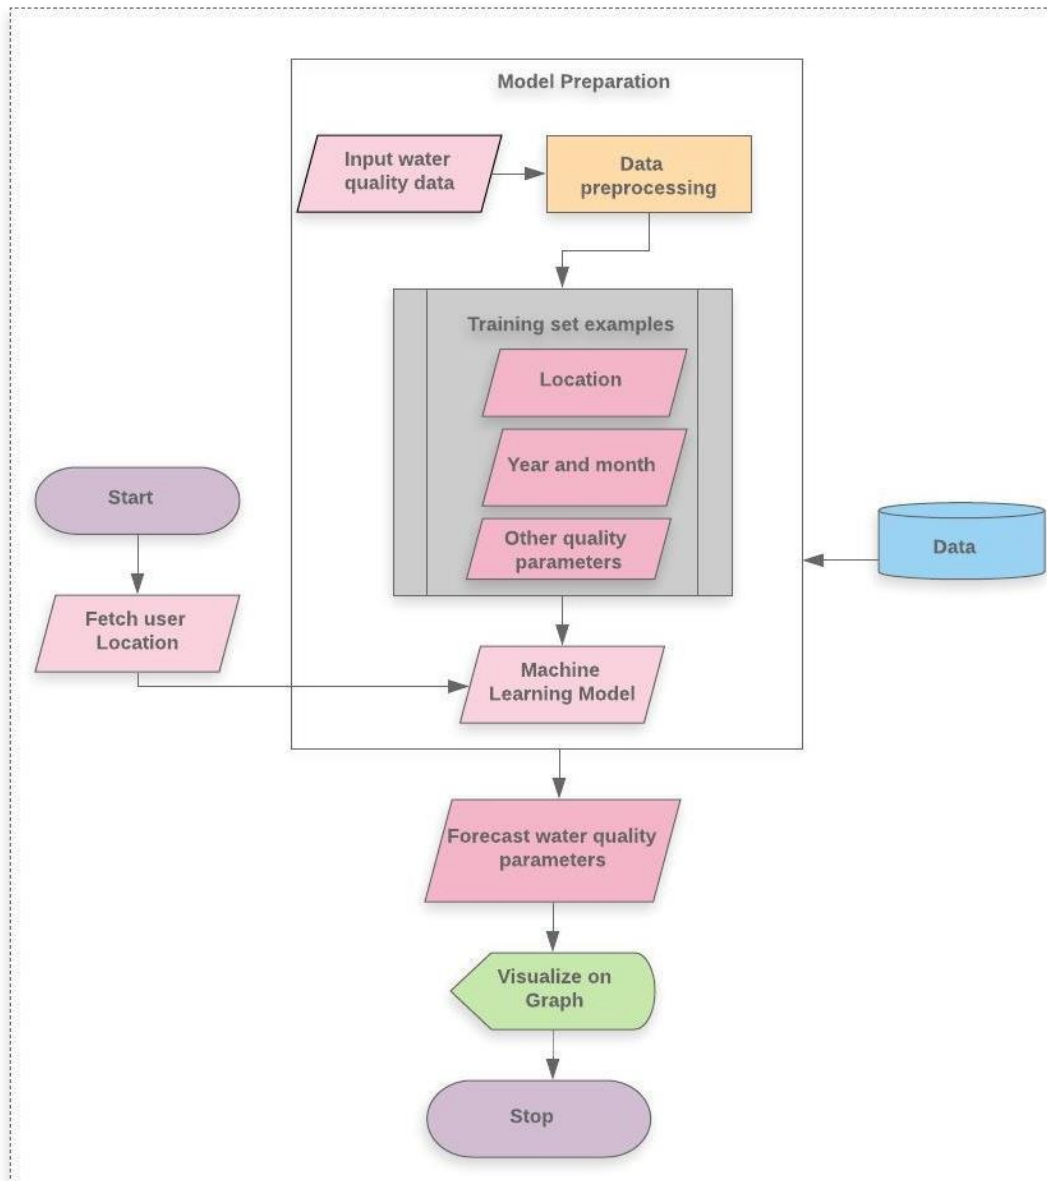 Model Preparation
Input water
quality data
Data
preprocessing
Training set examples
Location
Year and month
Other quality
parameters
Start
Data
Fetch user
Location
Machine
Learning Model
Forecast water quality
parameters
Visualize on
Graph
Stop